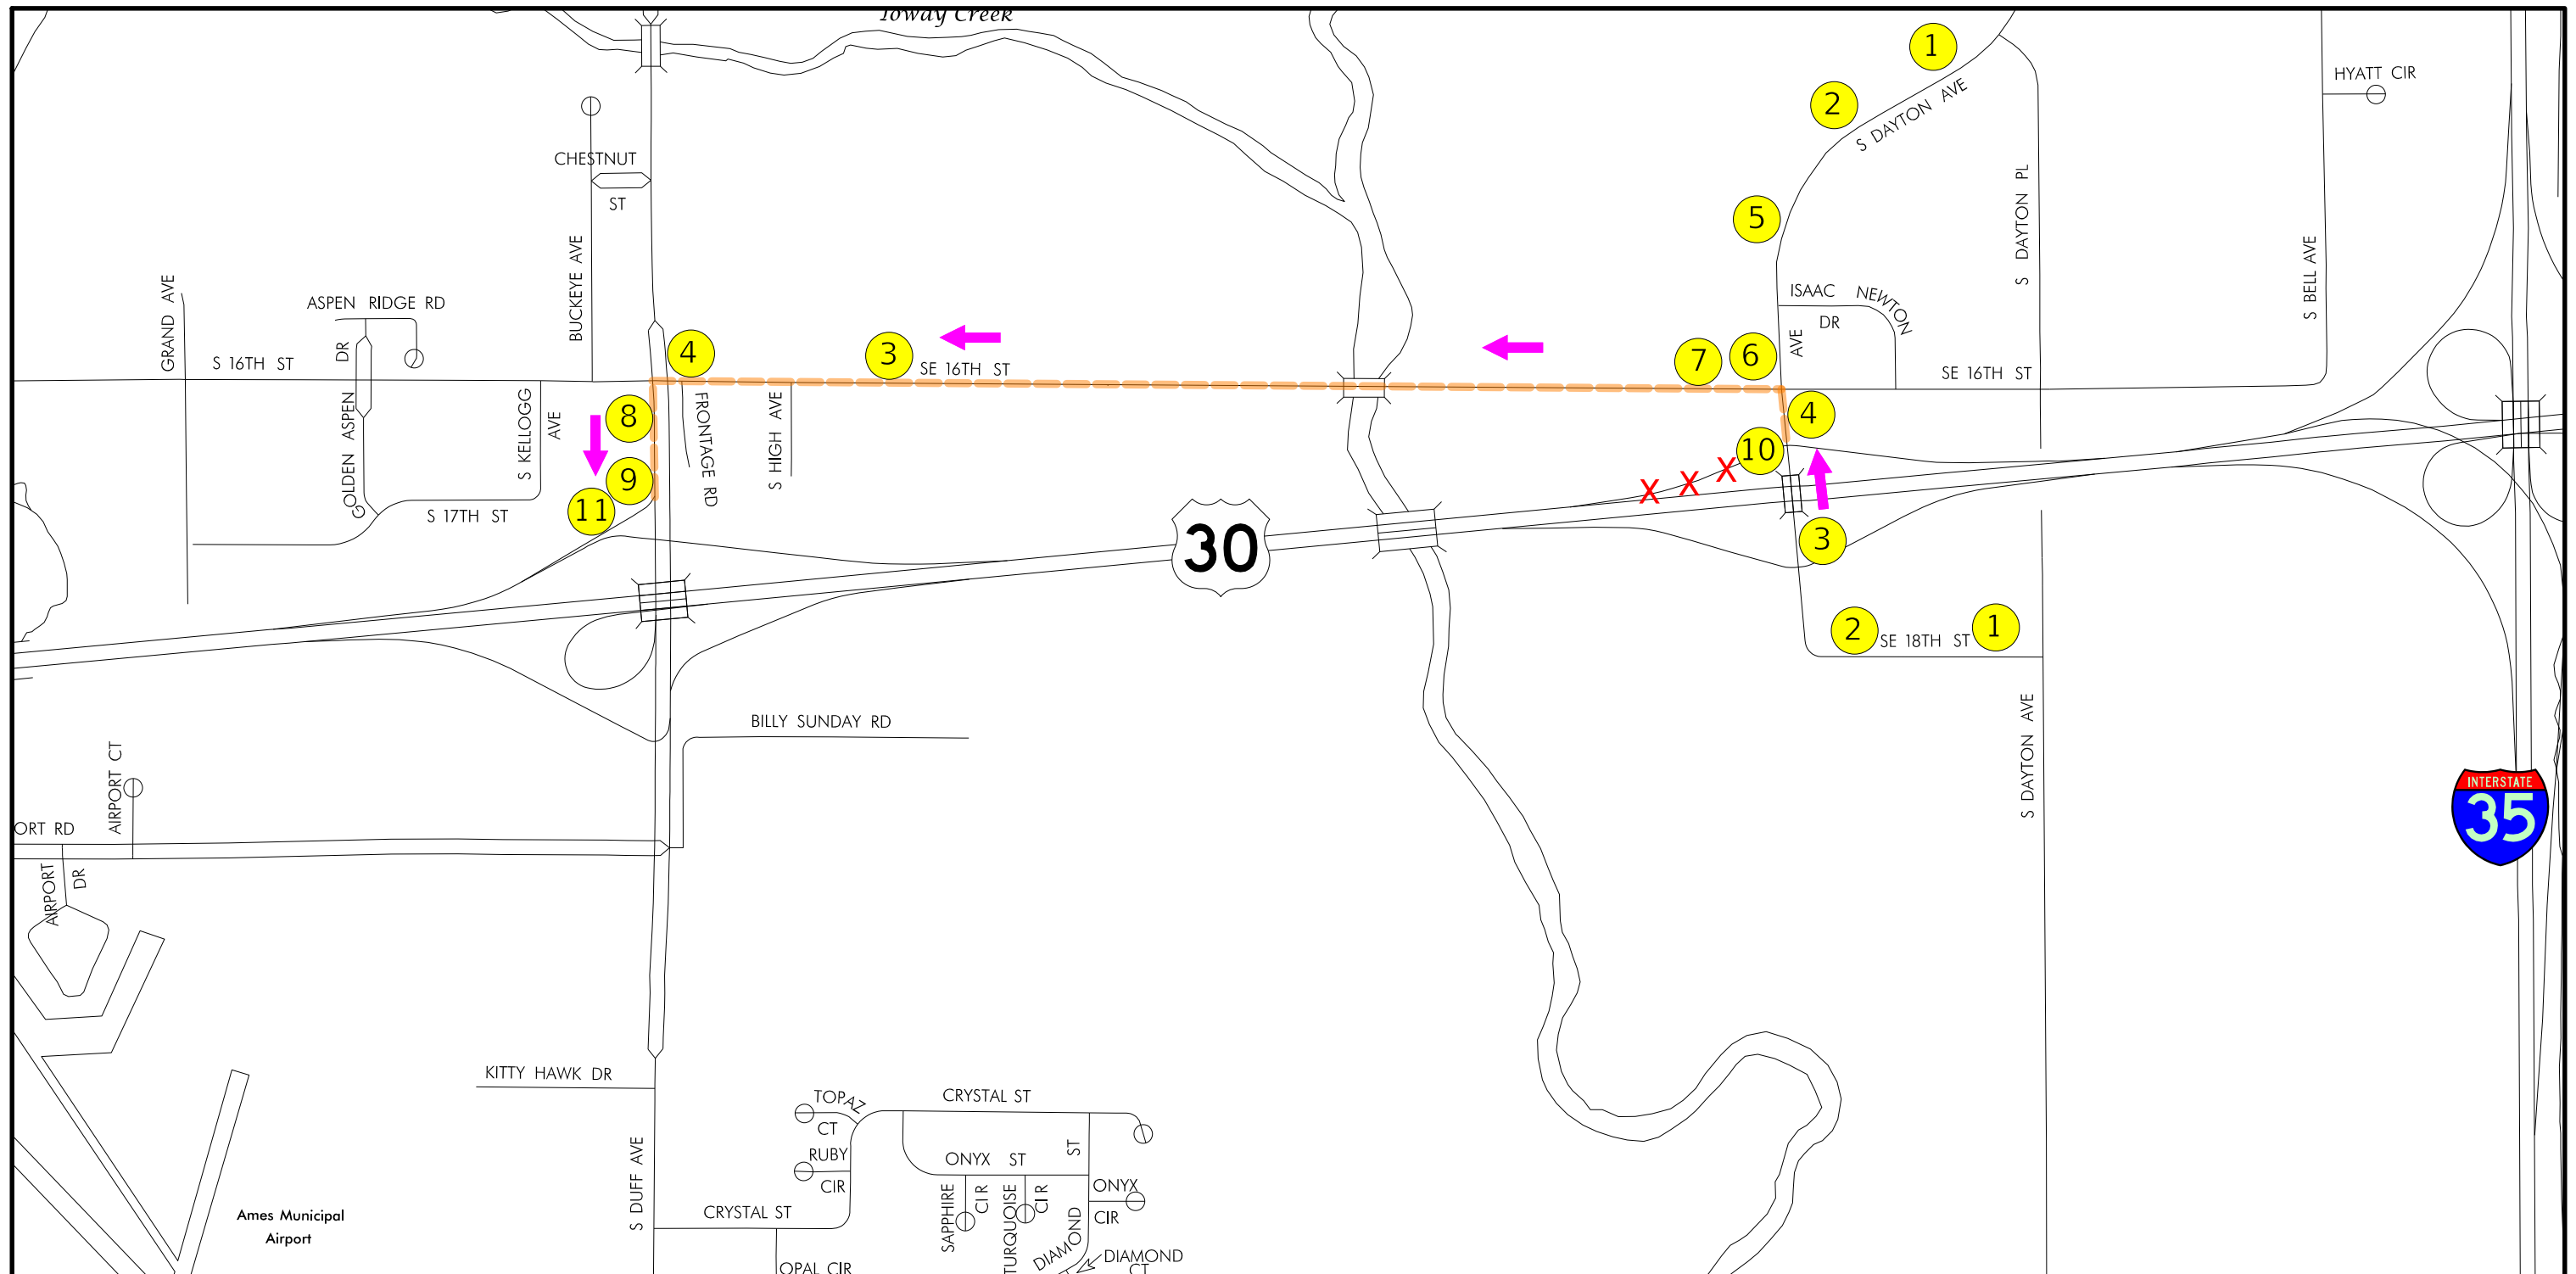 Ioway Creek
1
HYATT CIR
2
S DAYTON AVE
CHESTNUT
ST
S DAYTON PL
5
BUCKEYE AVE
S BELL AVE
GRAND AVE
ASPEN RIDGE RD
ISAAC NEWTON
DR
AVE
S 16TH ST
DR
GOLDEN ASPEN
4
3
SE 16TH ST
7
6
SE 16TH ST
S KELLOGG
AVE
8
FRONTAGE RD
S HIGH AVE
4
10
9
11
X X X
S 17TH ST
30
3
2
SE 18TH ST
1
BILLY SUNDAY RD
S DAYTON AVE
AIRPORT CT
INTERSTATE
35
ORT RD
AIRPORT
DR
KITTY HAWK DR
TOPAZ
CT
CRYSTAL ST
S DUFF AVE
RUBY
CIR
ONYX ST
ST
SAPPHIRE
CIR
TURQUOISE
CIR
ONYX
CIR
CRYSTAL ST
DIAMOND
Ames Municipal
Airport
OPAL CIR
DIAMOND
CT